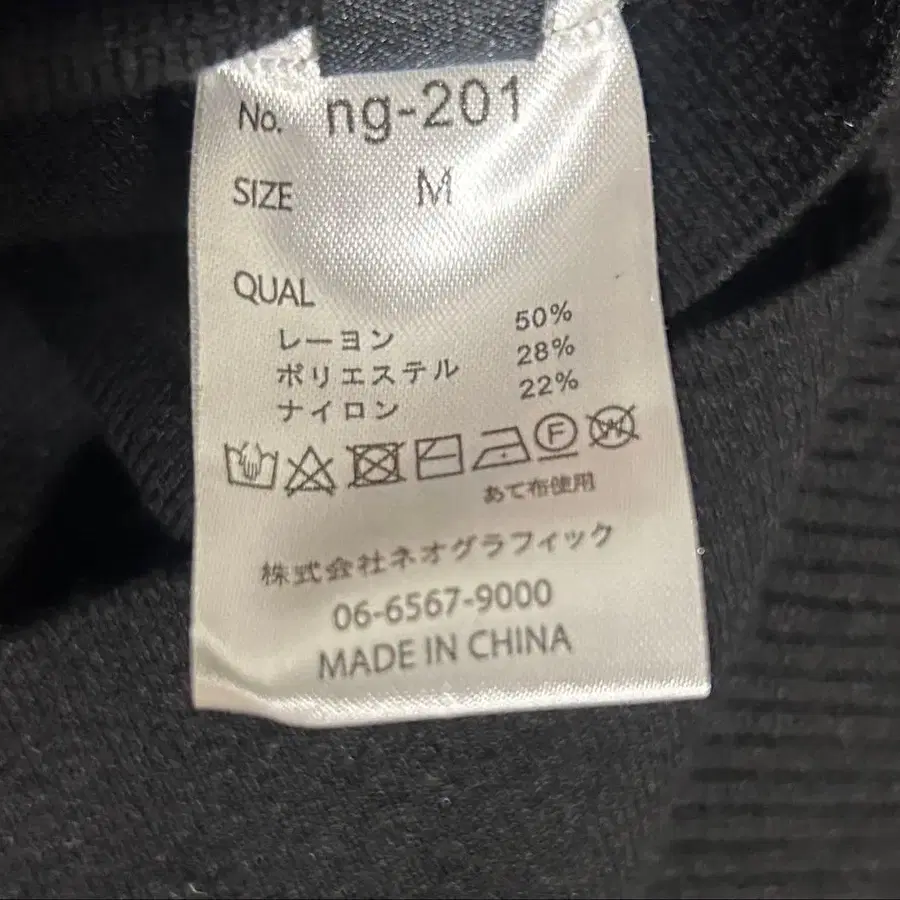 No. ng-201
SIZE M
QUAL
レーヨン 50%
ポリエステル 28%
ナイロン 22%
F W
あて布使用
株式会社ネオグラフィック
06-6567-9000
MADE IN CHINA